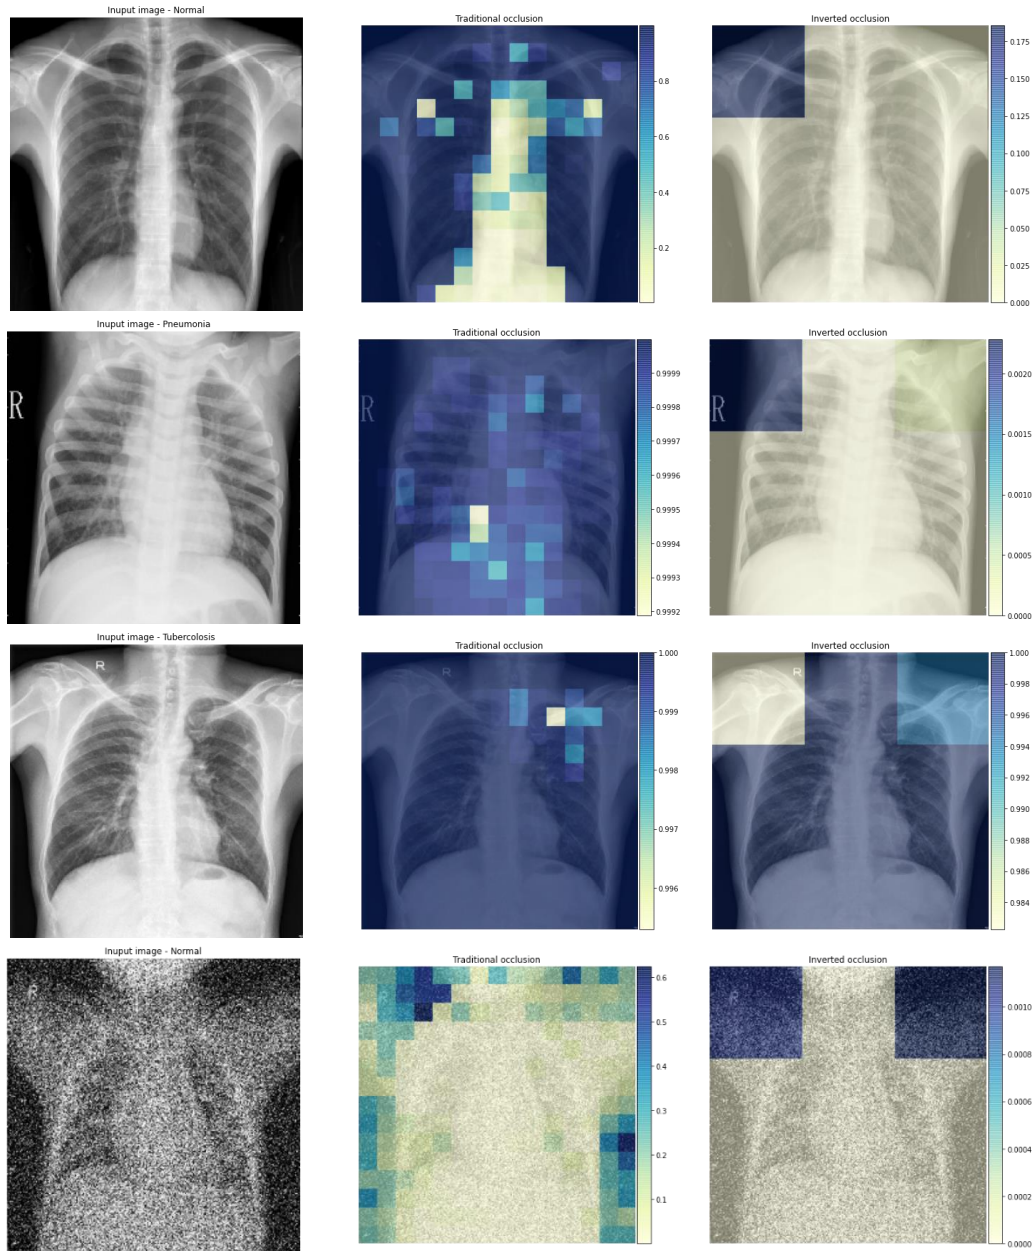 Inuput image - Normal
Traditional occlusion
Inverted occlusion
0.8
0.6
0.4
0.2
0.175
0.150
0.125
0.100
0.075
0.050
0.025
0.000
Inuput image - Pneumonia
Traditional occlusion
Inverted occlusion
R
R
R
0.9999
0.9998
0.9997
0.9996
0.9995
0.9994
0.9993
0.9992
0.0020
0.0015
0.0010
0.0005
0.0000
Inuput image - Tubercolosis
Traditional occlusion
Inverted occlusion
R
R
R
1.000
0.999
0.998
0.997
0.996
1.000
0.998
0.996
0.994
0.992
0.990
0.988
0.986
0.984
Inuput image - Normal
Traditional occlusion
Inverted occlusion
R
R
R
0.6
0.5
0.4
0.3
0.2
0.1
0.0010
0.0008
0.0006
0.0004
0.0002
0.0000